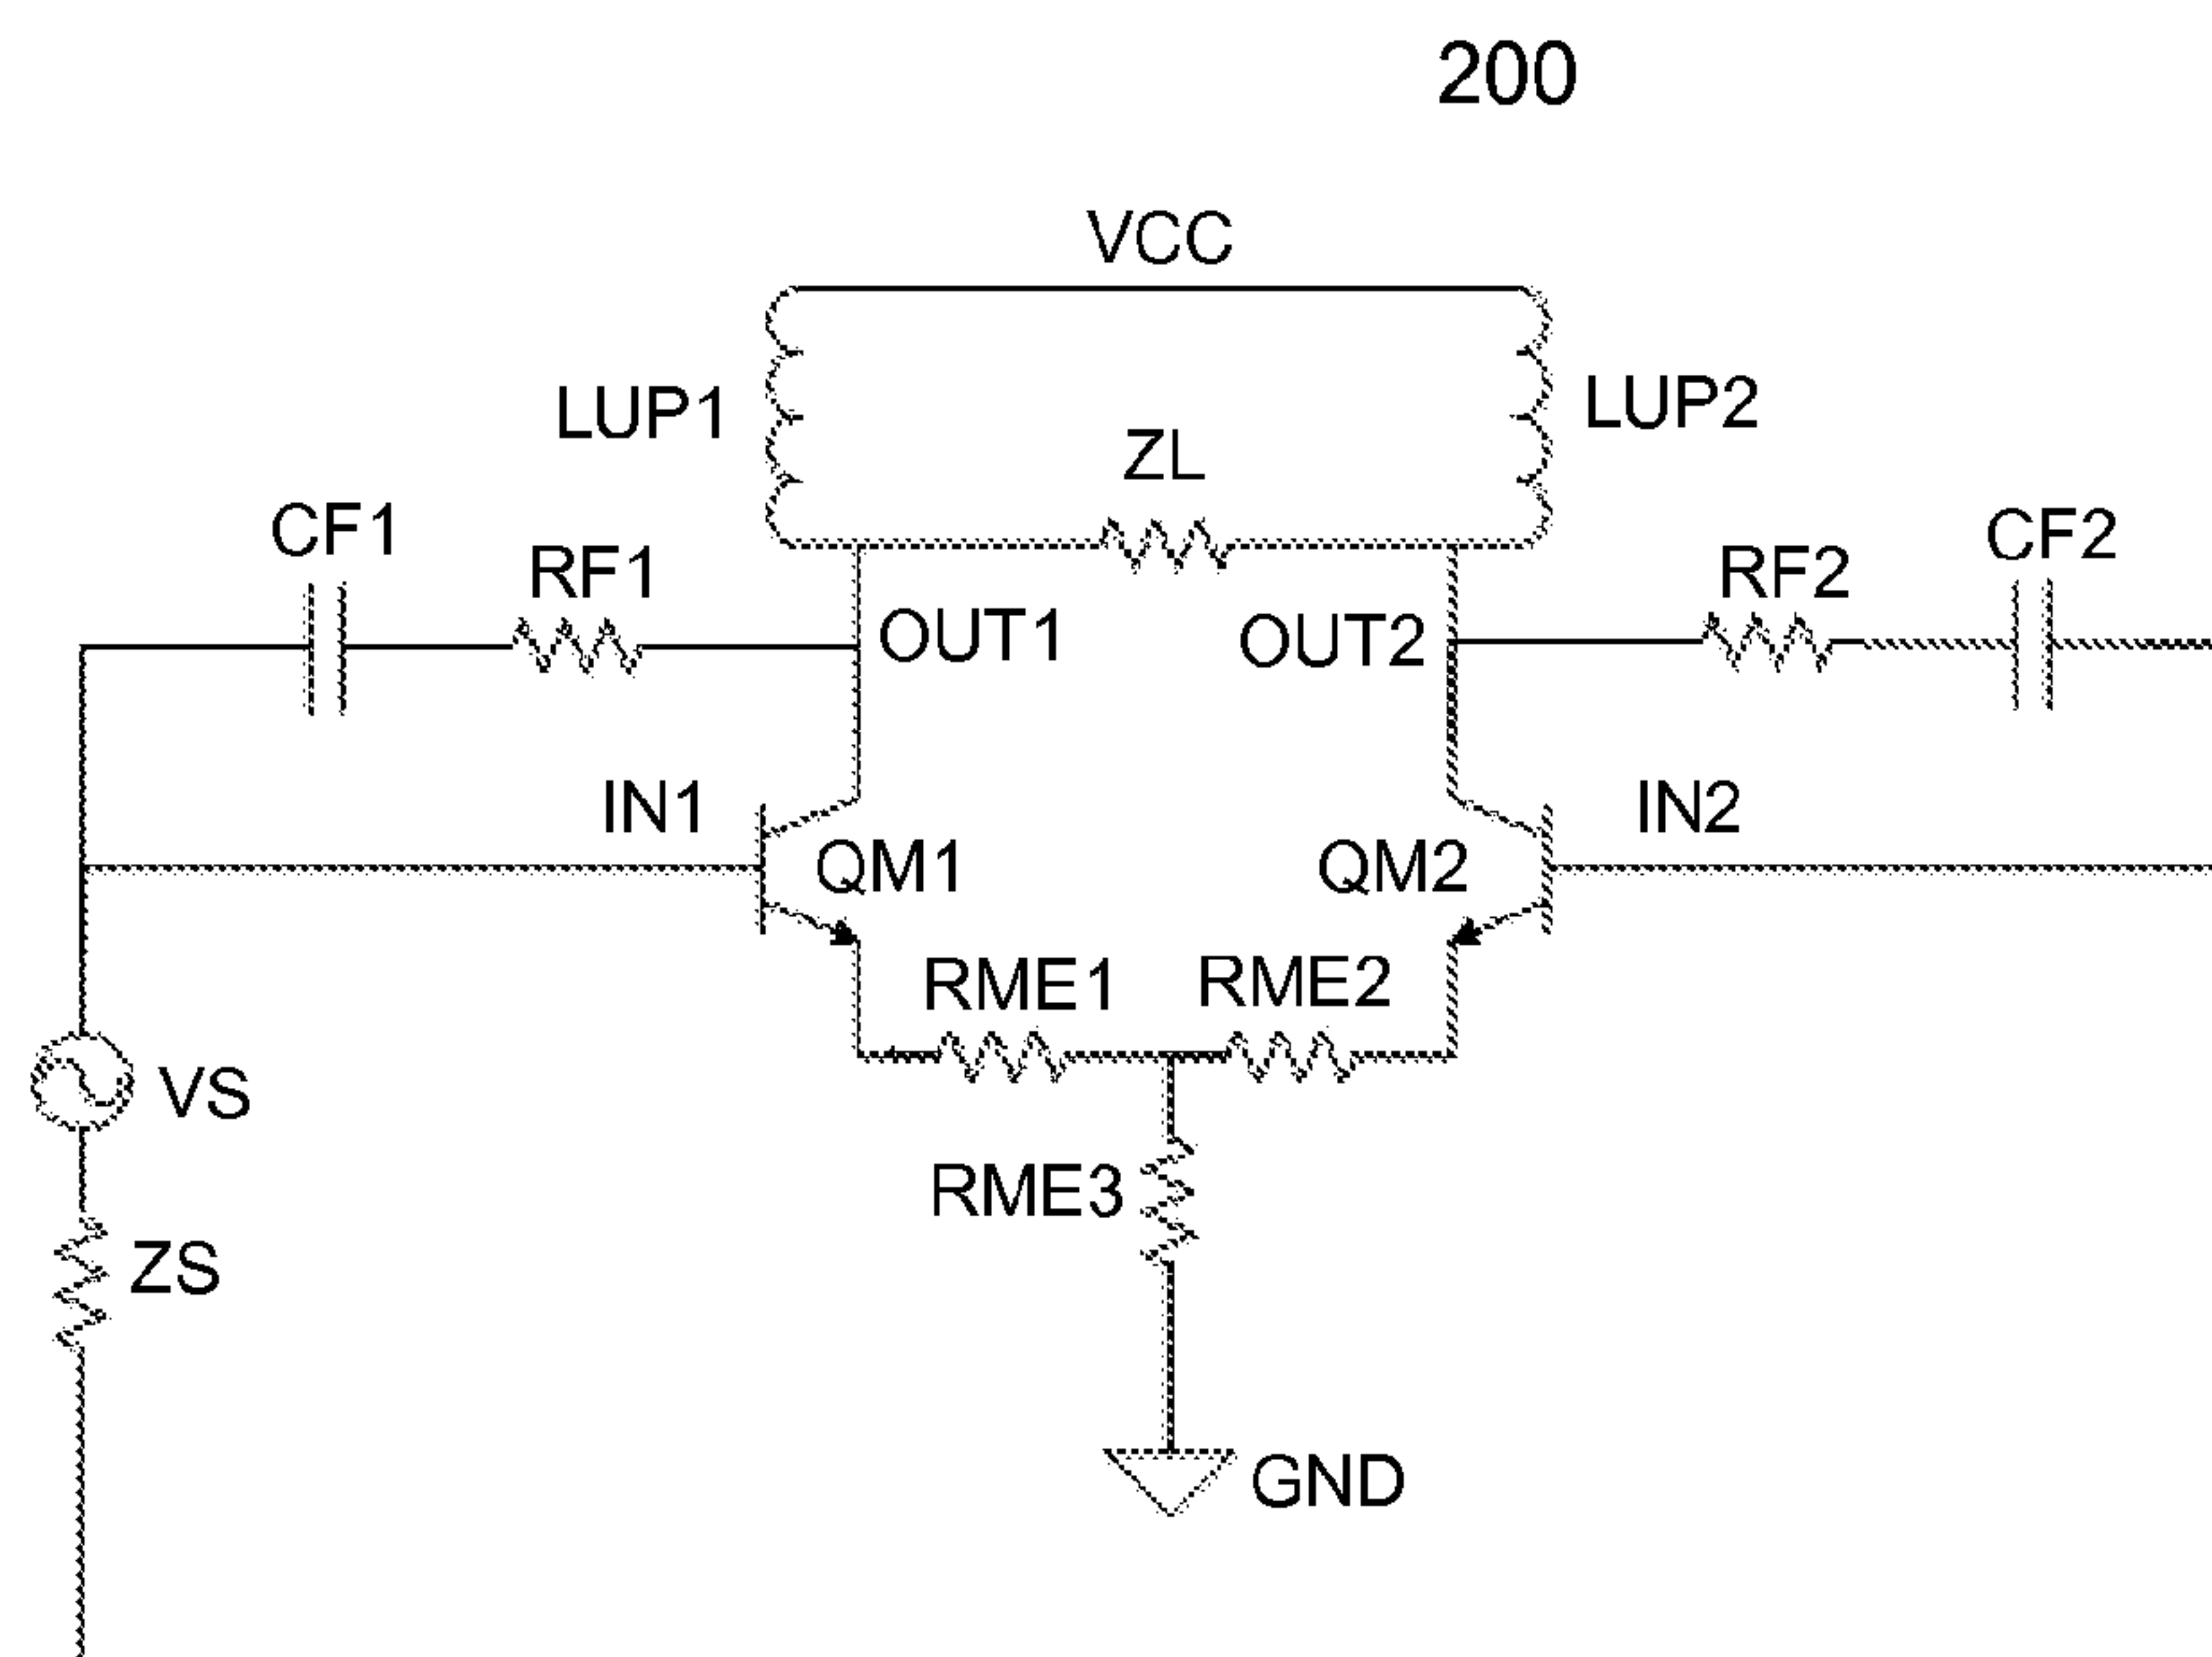 200
VCC
LUP1
LUP2
ZL
CF1
RF1
RF2
CF2
OUT1
OUT2
IN1
IN2
QM1
QM2
RME1
RME2
VS
RME3
ZS
GND